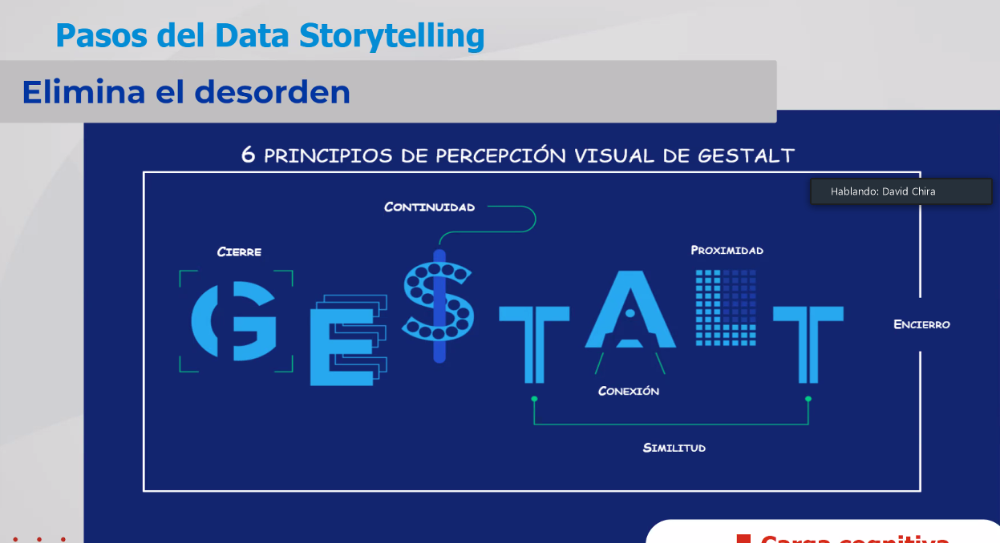 Pasos del Data Storytelling
Elimina el desorden
6 PRINCIPIOS DE PERCEPCIÓN VISUAL DE GESTALT
Hablando: David Chira
CONTINUIDAD
CIERRE
PROXIMIDAD
GE$TALT
ENCIERRO
CONEXIÓN
SIMILITUD
Carga cognitiva